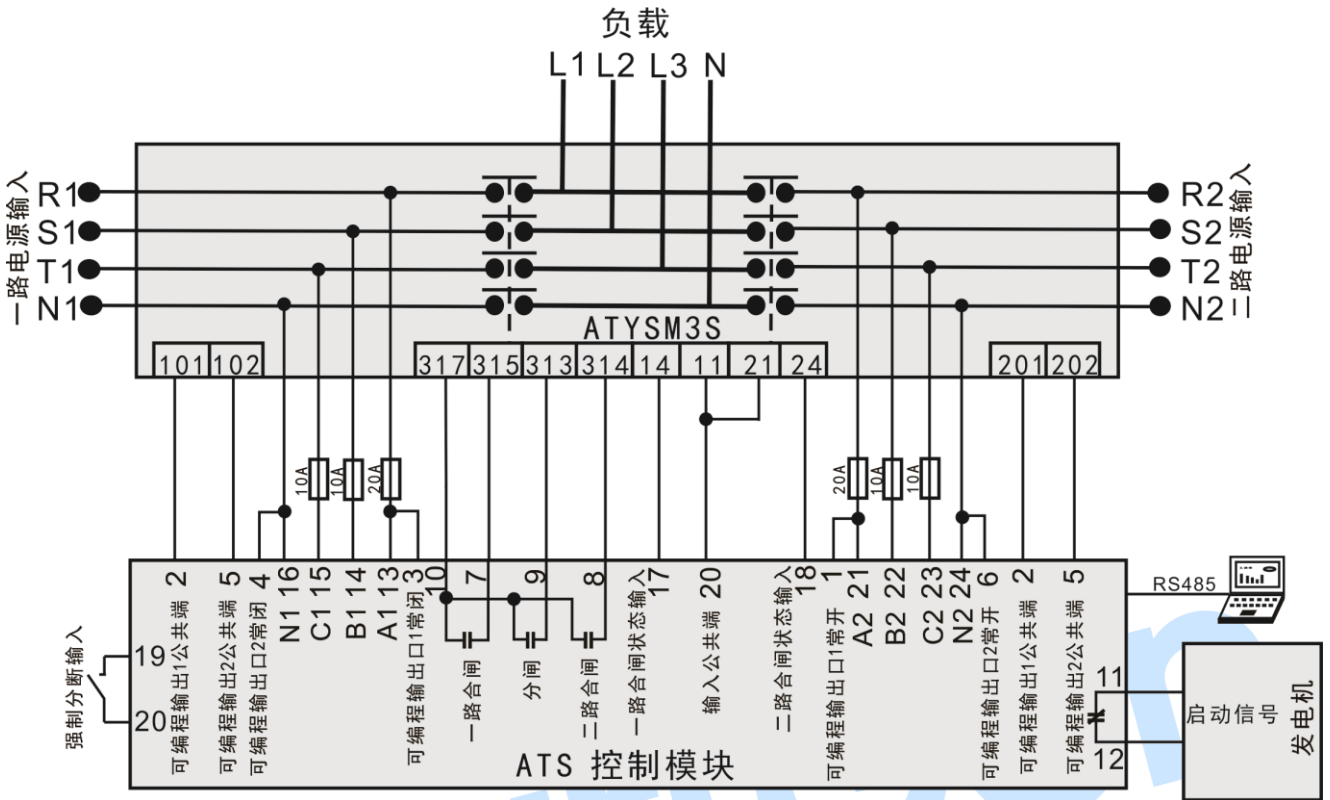 负载
L1 L2 L3 N
一路电源输入
R1
S1
T1
N1
二路电源输入
R2
S2
T2
N2
ATYSM3S
101 102 317 315 313 314 14 11 21 24 201 202
10A 10A 20A 20A 10A 10A
2 可编程输出1公共端
5 可编程输出2公共端
4 可编程输出口2常闭
N1 16
C1 15
B1 14
A1 13
3 可编程输出口1常闭
10
7 一路合闸
9 分闸
8 二路合闸
17 一路合闸状态输入
20 输入公共端
18 二路合闸状态输入
1 可编程输出口1常开
A2 21
B2 22
C2 23
N2 24
6 可编程输出口2常开
2 可编程输出1公共端
5 可编程输出2公共端
强制分断输入
19
20
ATS 控制模块
RS485
11
12
启动信号
发电机